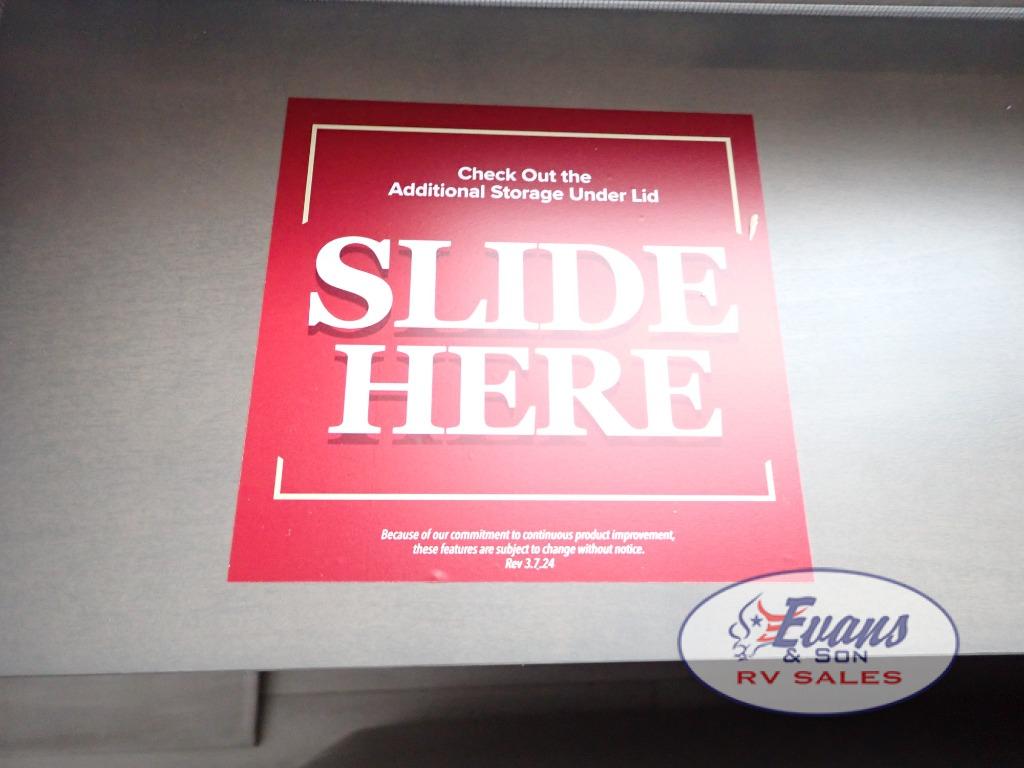 Check Out the
Additional Storage Under Lid
SLIDE
HERE
Because of our commitment to continuous product improvement,
these features are subject to change without notice.
Rev 3.7.24
Evans
& SON
RV SALES